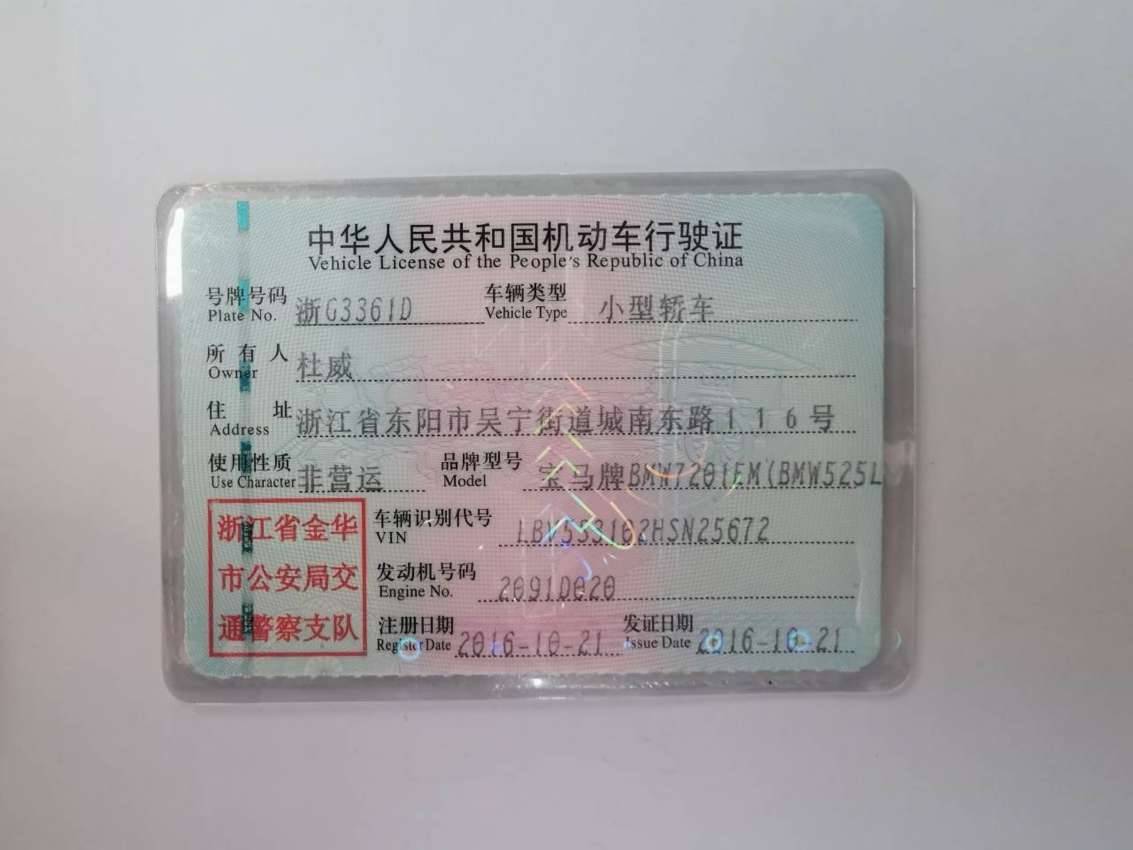 中华人民共和国机动车行驶证
Vehicle License of the People's Republic of China
号牌号码 浙G3361D 车辆类型 小型轿车
Plate No. Vehicle Type
所有人 杜威
Owner
住址 浙江省东阳市吴宁街道城南东路116号
Address
使用性质 非营运 品牌型号 宝马牌BMW7201EM(BMW525L
Use Character Model
浙江省金华
市公安局交
通警察支队
车辆识别代号
VIN
发动机号码 2091D020
Engine No.
注册日期 2016-10-21 发证日期 2016-10-21
Register Date Issue Date